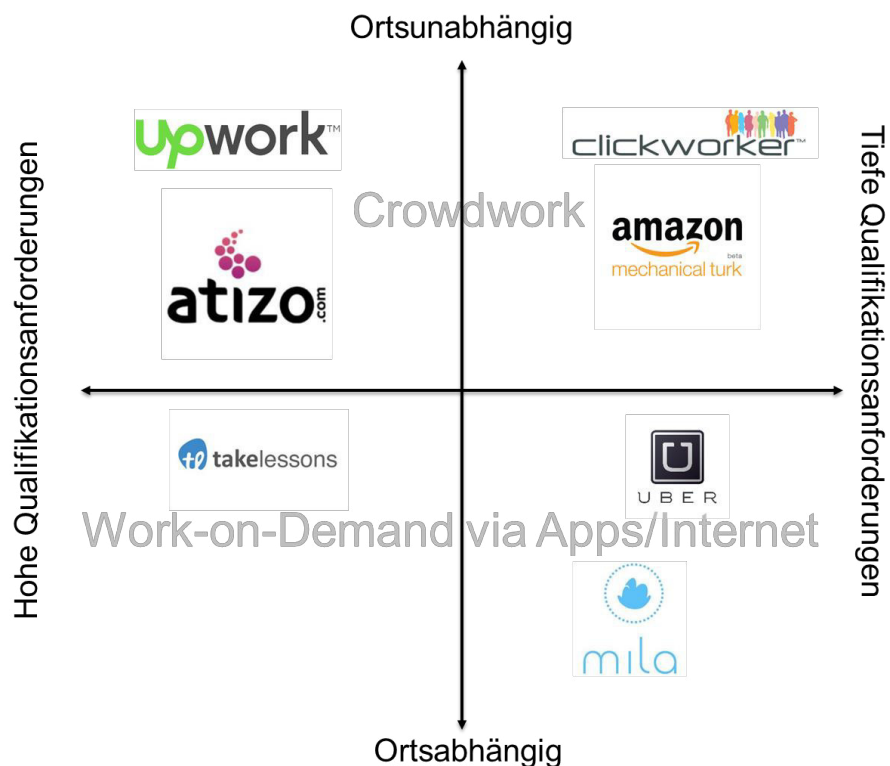 Ortsunabhängig
Hohe Qualifikationsanforderungen
upwork™
clickworker™
Tiefe Qualifikationsanforderungen
Crowdwork
atizo.com
amazon
beta
mechanical turk
tl takelessons
U
UBER
Work-on-Demand via Apps/Internet
mila
Ortsabhängig